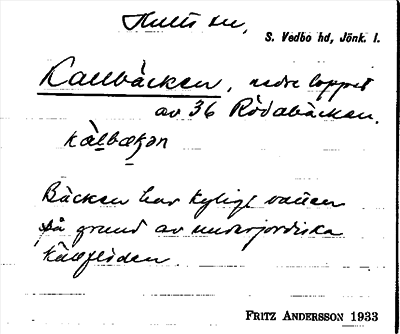 Hults sn,
S. Vedbo hd, Jönk. l.
Kallbäcken, nedre loppet
av 36 Rödabäcken.
kàlbækən
Bäcken har kyligt vatten
på grund av underjordiska
källflöden
FRITZ ANDERSSON 1933